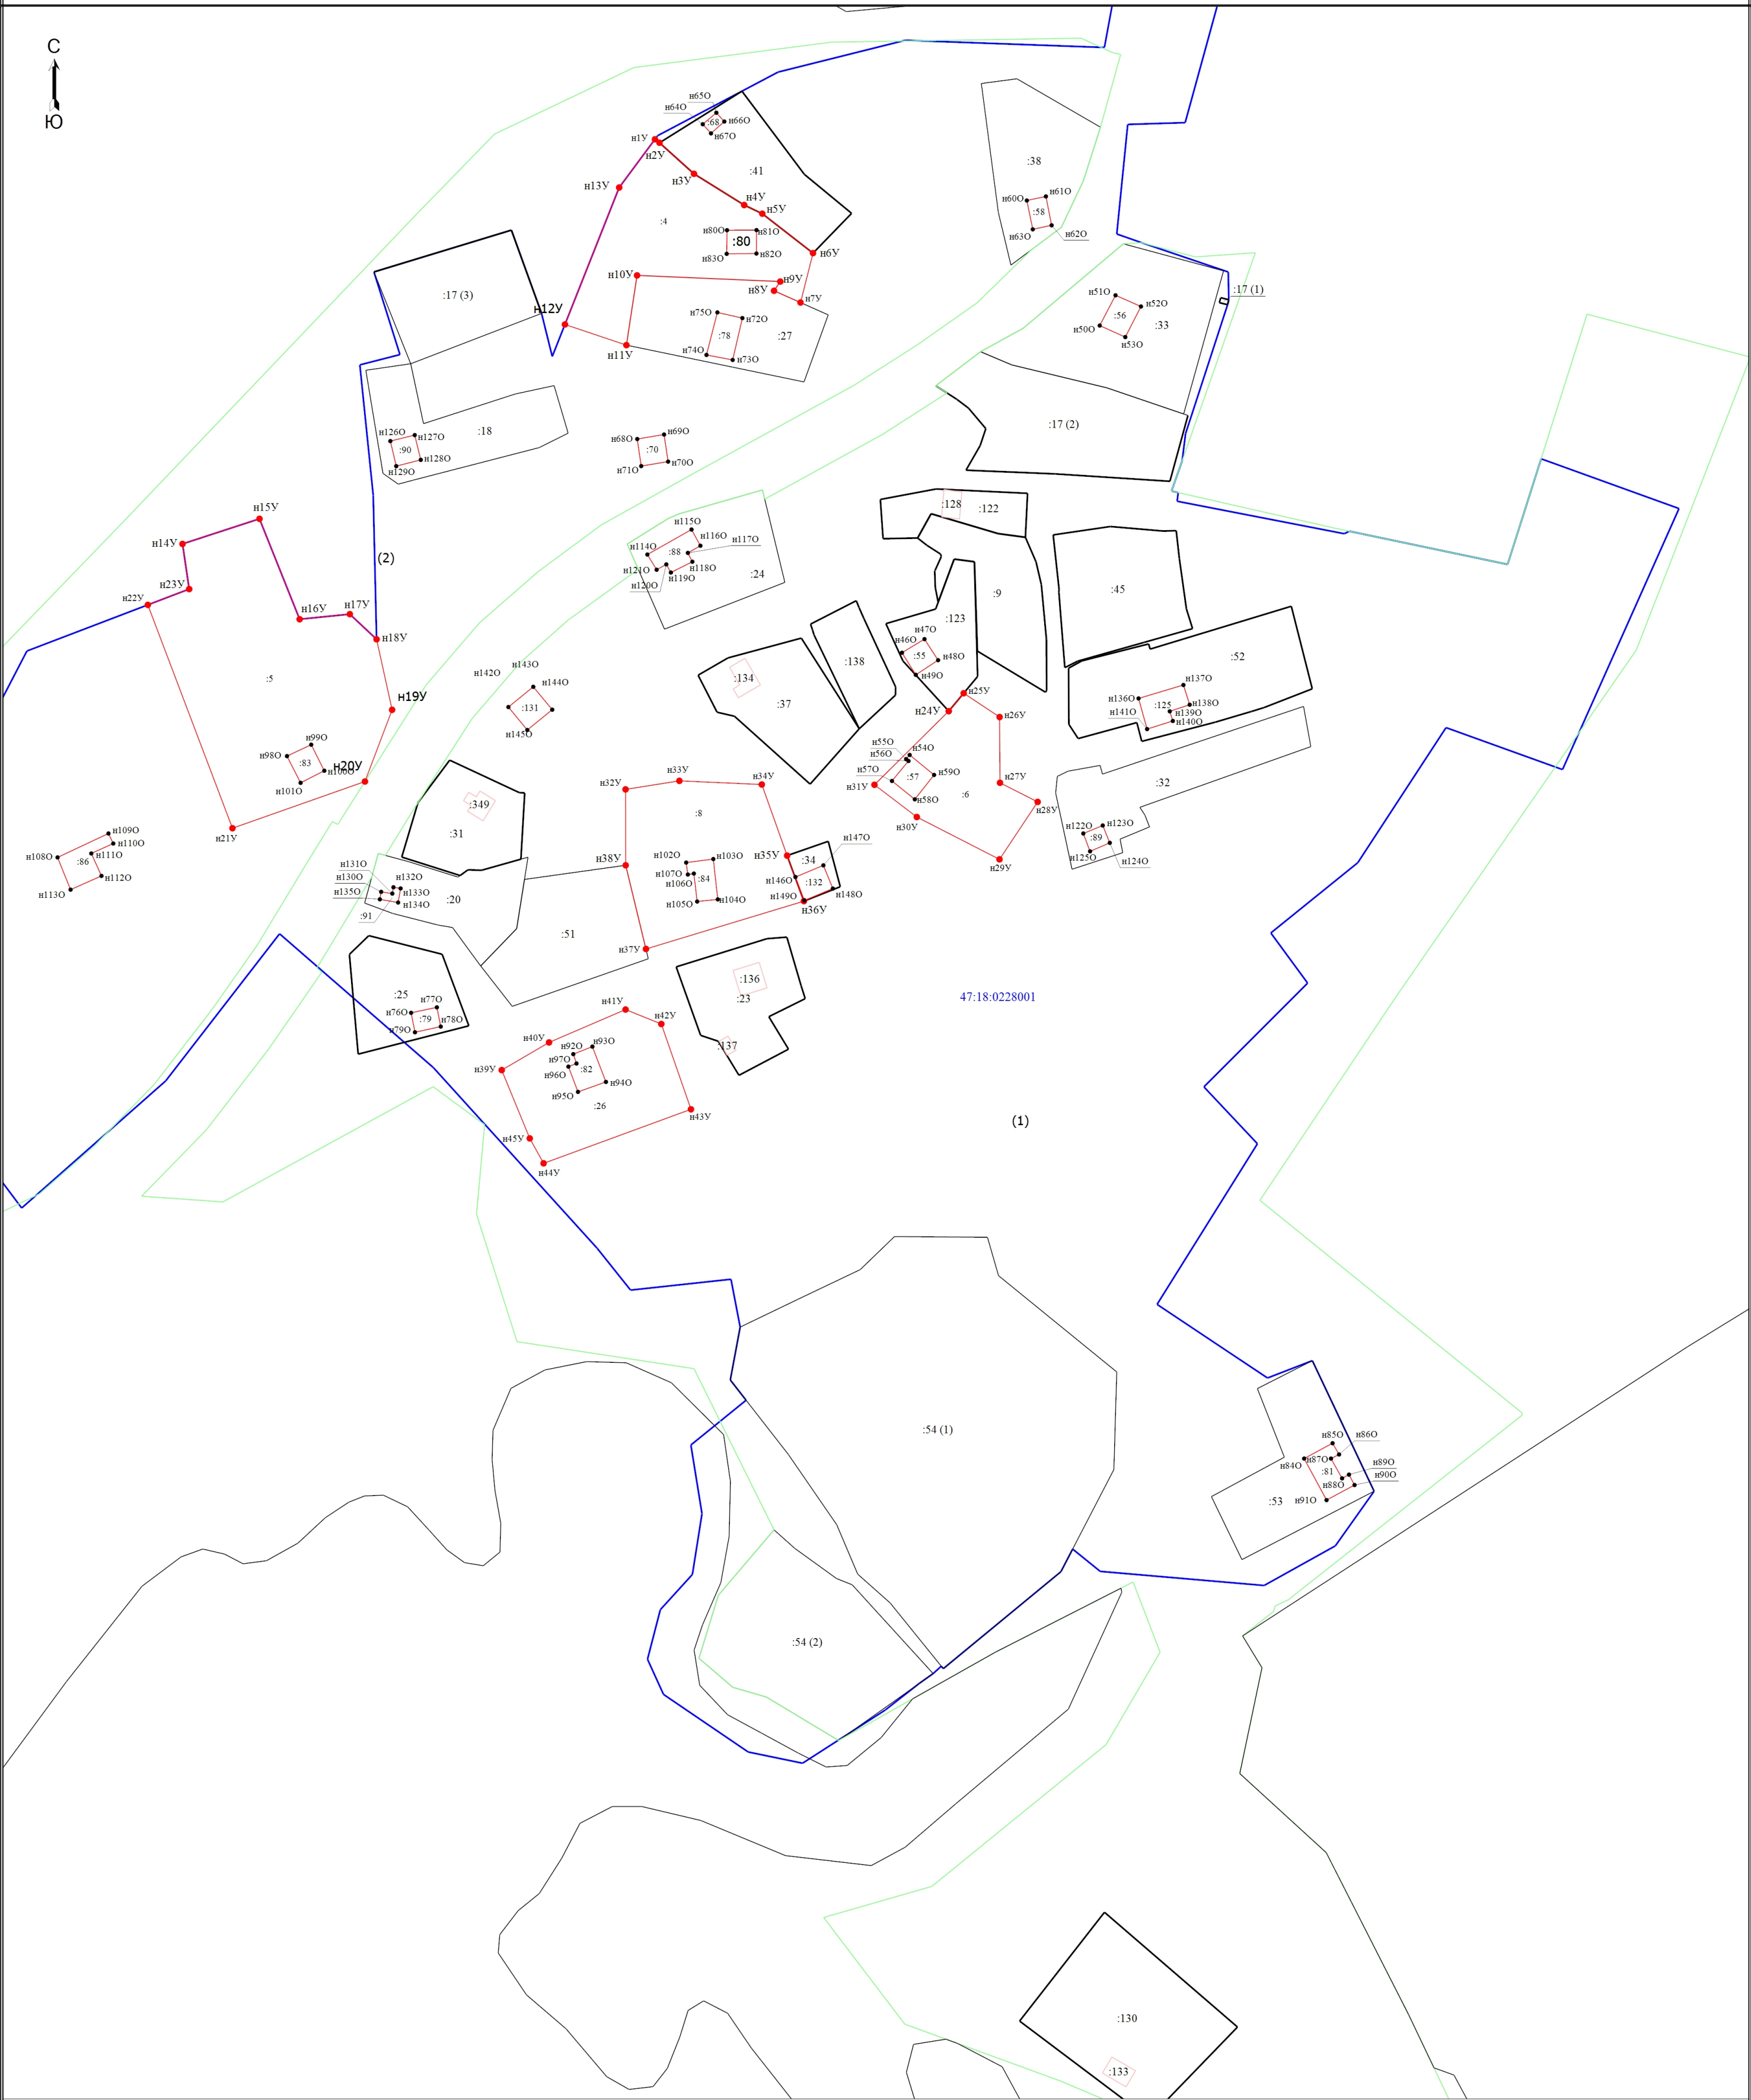 С
Ю
н65О
н64О
:68
н66О
н67О
н1У
н2У
:41
н3У
н13У
н4У
н5У
:4
н80О
н81О
:80
н83О
н82О
н6У
н10У
н9У
н8У
н7У
:17 (3)
н12У
н75О
н72О
:78
:27
н74О
н73О
н11У
:38
н60О
н61О
:58
н63О
н62О
:17 (1)
н51О
н52О
:56
:33
н50О
н53О
:17 (2)
:18
н126О
н127О
:90
н128О
н129О
н68О
н69О
:70
н71О
н70О
н15У
н14У
(2)
н23У
н22У
н16У
н17У
н18У
:5
н19У
н99О
н98О
:83
н20У
н100О
н101О
н21У
н109О
н110О
н108О
н111О
:86
н112О
н113О
н115О
н116О
н117О
н114О
:88
н121О
н118О
н119О
н120О
:24
:128
:122
:9
:45
:123
н47О
н46О
:55
н48О
н49О
:52
:138
:134
:37
н143О
н142О
н144О
:131
н145О
н25У
н24У
н26У
н137О
н136О
н138О
:125
н141О
н139О
н140О
н55О
н54О
н56О
н57О
н59О
:57
н31У
н58О
н27У
:6
н28У
н30У
н29У
:32
н122О
н123О
:89
н125О
н124О
:349
:31
н32У
н33У
н34У
:8
н147О
н38У
н35У
:34
н102О
н103О
н107О
:84
н106О
н146О
:132
н105О
н104О
н149О
н148О
н36У
н131О
н130О
н132О
н135О
н133О
н134О
:91
:20
:51
н37У
:136
:23
:137
:25
н77О
н76О
:79
н78О
н79О
47:18:0228001
н41У
н42У
н40У
н92О
н93О
н97О
:82
н39У
н96О
н94О
н95О
:26
н43У
н45У
н44У
(1)
:54 (1)
н85О
н86О
н84О
н87О
:81
н89О
н88О
н90О
:53
н91О
:54 (2)
:130
:133